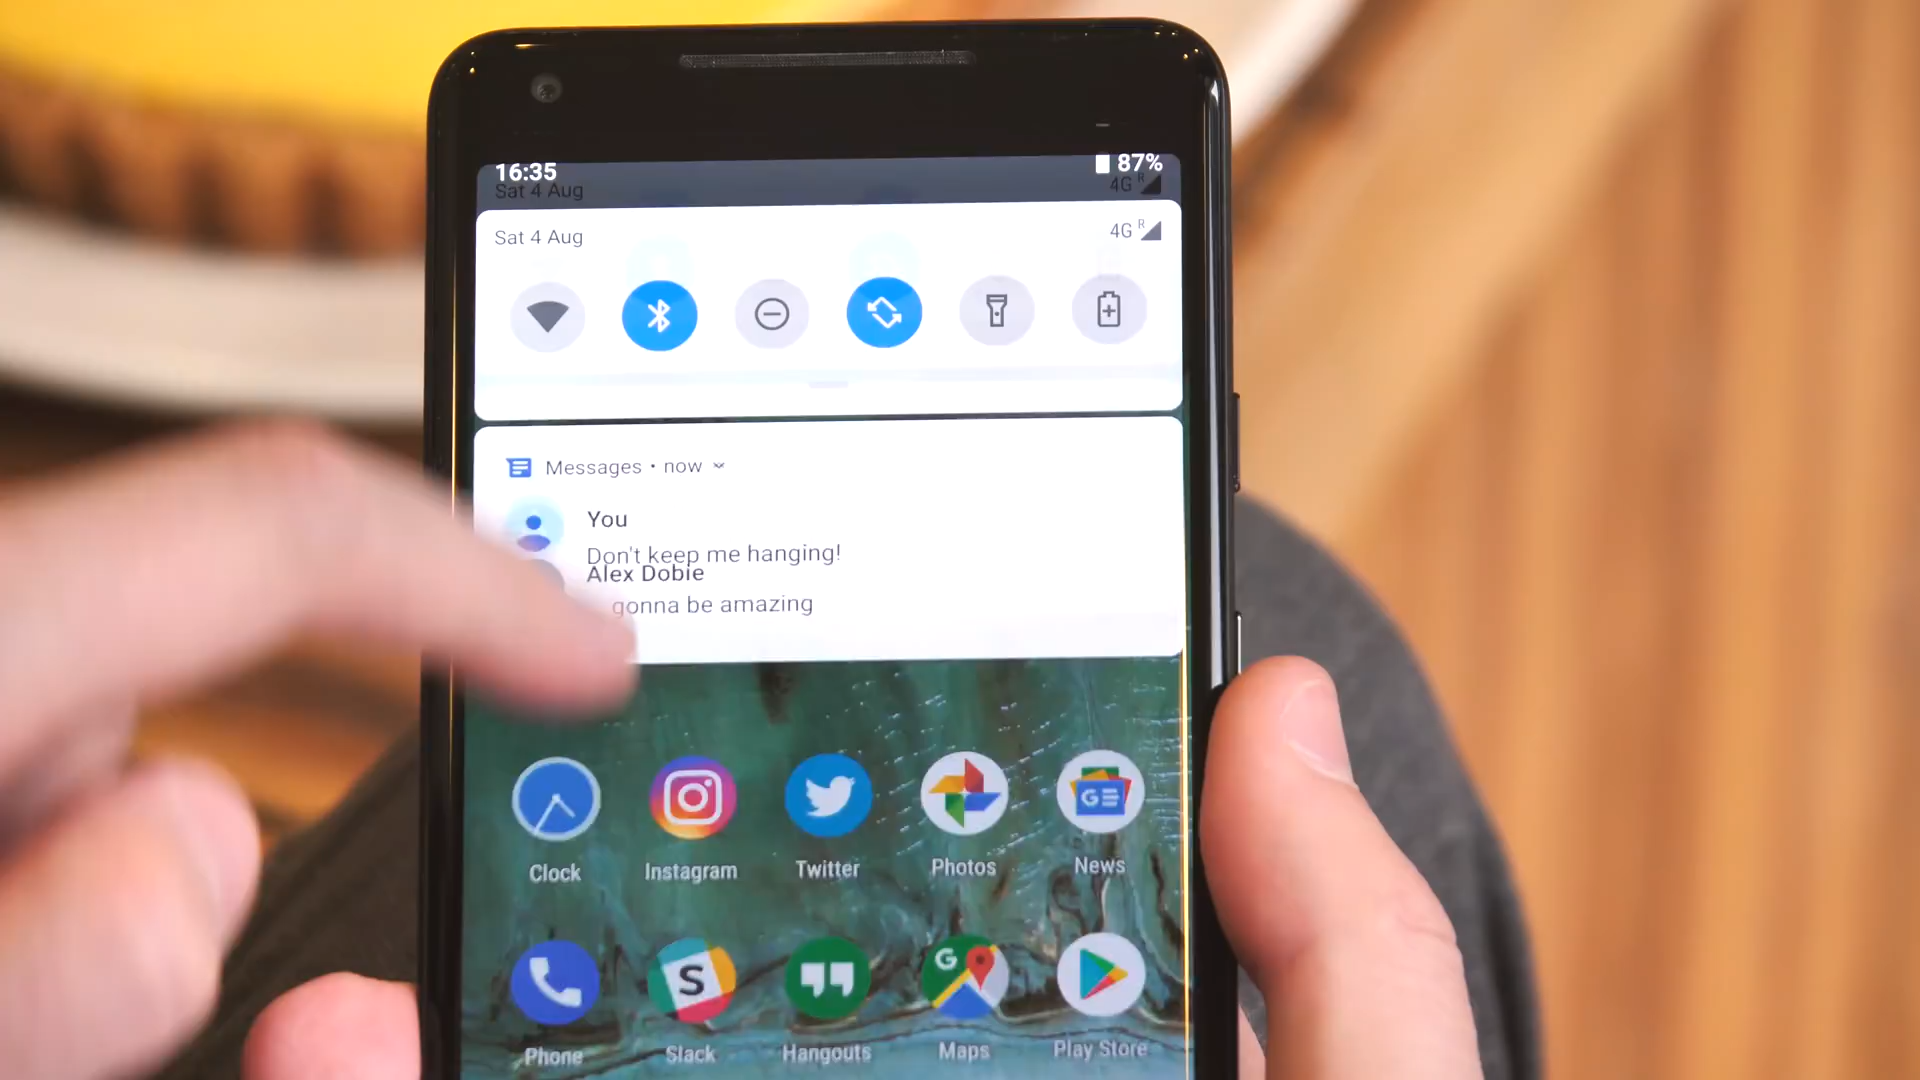 16:35
87%
Sat 4 Aug
4G R
Sat 4 Aug
4G R
Messages • now
You
Don't keep me hanging!
Alex Dobie
gonna be amazing
Clock
Instagram
Twitter
Photos
News
GE
Phone
Slack
Hangouts
Maps
Play Store
S
G